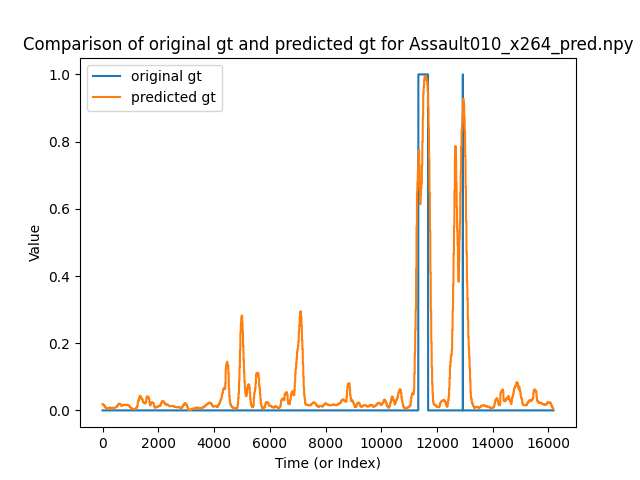 Comparison of original gt and predicted gt for Assault010_x264_pred.npy
original gt
predicted gt
1.0
0.8
0.6
0.4
0.2
0.0
Value
0 2000 4000 6000 8000 10000 12000 14000 16000
Time (or Index)